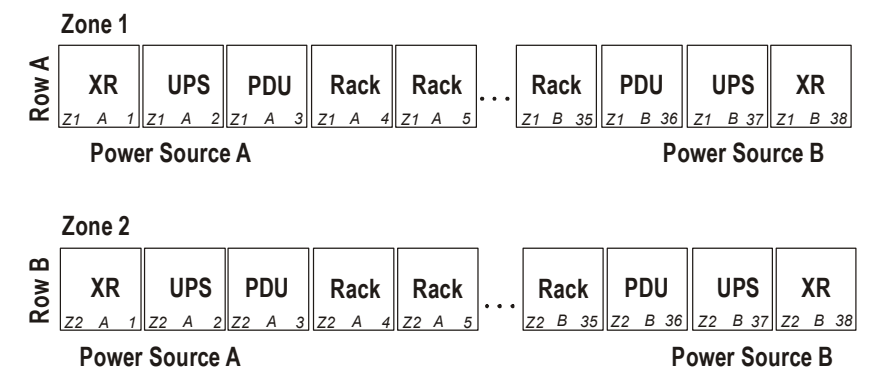 Zone 1
Row A
XR UPS PDU Rack Rack ... Rack PDU UPS XR
Z1 A 1 Z1 A 2 Z1 A 3 Z1 A 4 Z1 A 5 Z1 B 35 Z1 B 36 Z1 B 37 Z1 B 38
Power Source A Power Source B
Zone 2
Row B
XR UPS PDU Rack Rack ... Rack PDU UPS XR
Z2 A 1 Z2 A 2 Z2 A 3 Z2 A 4 Z2 A 5 Z2 B 35 Z2 B 36 Z2 B 37 Z2 B 38
Power Source A Power Source B